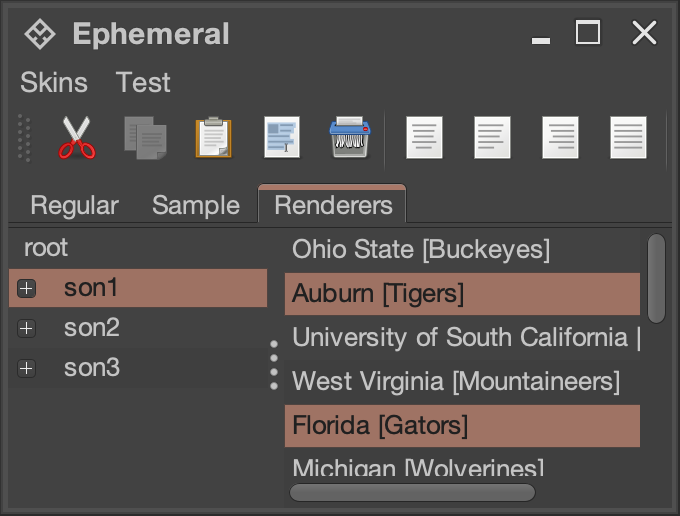 Ephemeral
Skins Test
Regular Sample Renderers
root
son1
son2
son3
Ohio State [Buckeyes]
Auburn [Tigers]
University of South California [
West Virginia [Mountaineers]
Florida [Gators]
Michigan [Wolverines]